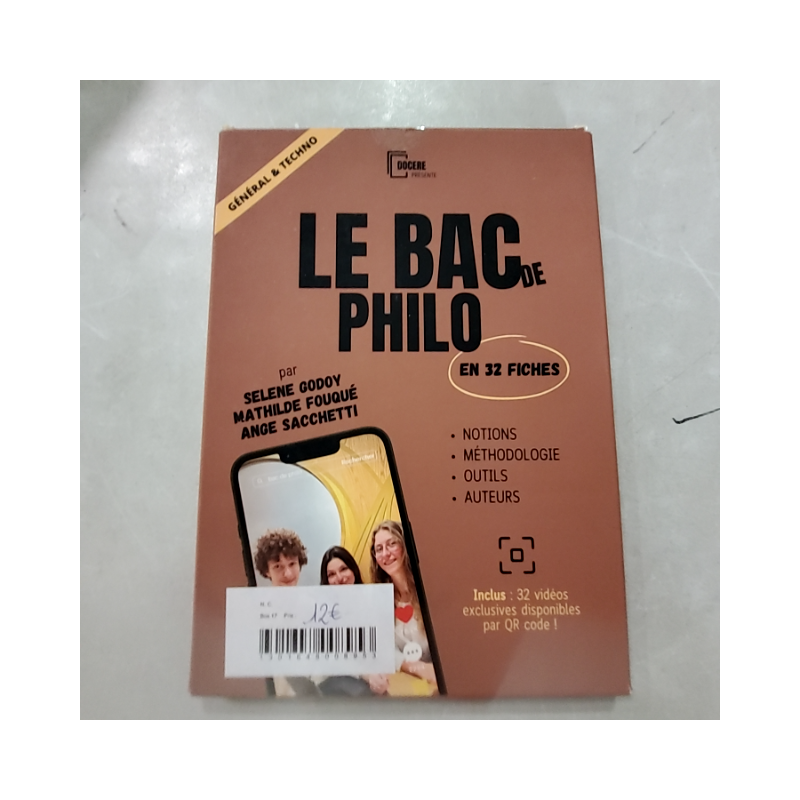 GÉNÉRAL & TECHNO
DOCERE
PRÉSENTE
LE BAC DE
PHILO
EN 32 FICHES
par
SELENE GODOY
MATHILDE FOUQUÉ
ANGE SACCHETTI
• NOTIONS
• MÉTHODOLOGIE
• OUTILS
• AUTEURS
Inclus : 32 vidéos
exclusives disponibles
par QR code !
12€